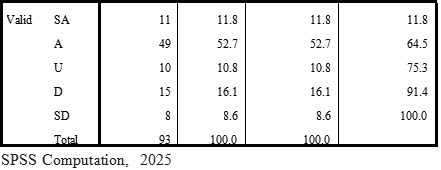 Valid SA 11 11.8 11.8 11.8
A 49 52.7 52.7 64.5
U 10 10.8 10.8 75.3
D 15 16.1 16.1 91.4
SD 8 8.6 8.6 100.0
Total 93 100.0 100.0
SPSS Computation, 2025